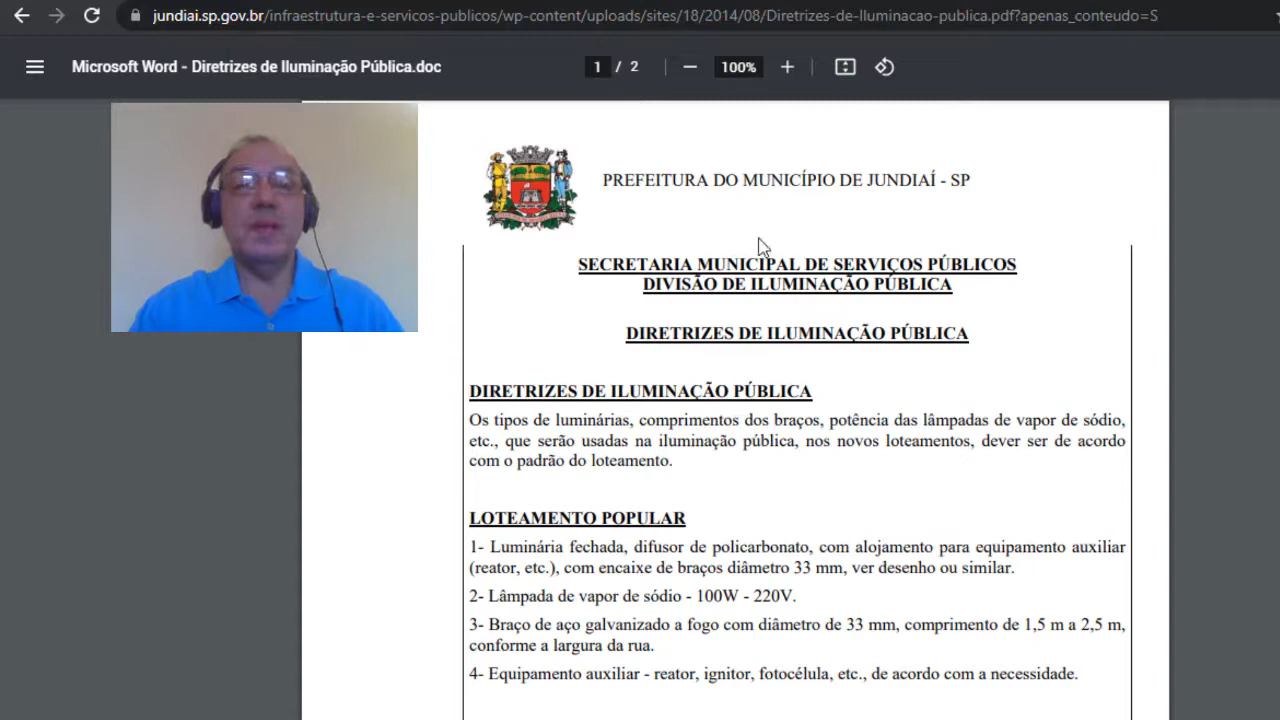 jundiai.sp.gov.br/infraestrutura-e-servicos-publicos/wp-content/uploads/sites/18/2014/08/Diretrizes-de-Iluminacao-publica.pdf?apenas_conteudo=S
Microsoft Word - Diretrizes de Iluminação Pública.doc
1 / 2
100%
PREFEITURA DO MUNICÍPIO DE JUNDIAÍ - SP
SECRETARIA MUNICIPAL DE SERVIÇOS PÚBLICOS
DIVISÃO DE ILUMINAÇÃO PÚBLICA
DIRETRIZES DE ILUMINAÇÃO PÚBLICA
DIRETRIZES DE ILUMINAÇÃO PÚBLICA
Os tipos de luminárias, comprimentos dos braços, potência das lâmpadas de vapor de sódio,
etc., que serão usadas na iluminação pública, nos novos loteamentos, dever ser de acordo
com o padrão do loteamento.
LOTEAMENTO POPULAR
1- Luminária fechada, difusor de policarbonato, com alojamento para equipamento auxiliar
(reator, etc.), com encaixe de braços diâmetro 33 mm, ver desenho ou similar.
2- Lâmpada de vapor de sódio - 100W - 220V.
3- Braço de aço galvanizado a fogo com diâmetro de 33 mm, comprimento de 1,5 m a 2,5 m,
conforme a largura da rua.
4- Equipamento auxiliar - reator, ignitor, fotocélula, etc., de acordo com a necessidade.